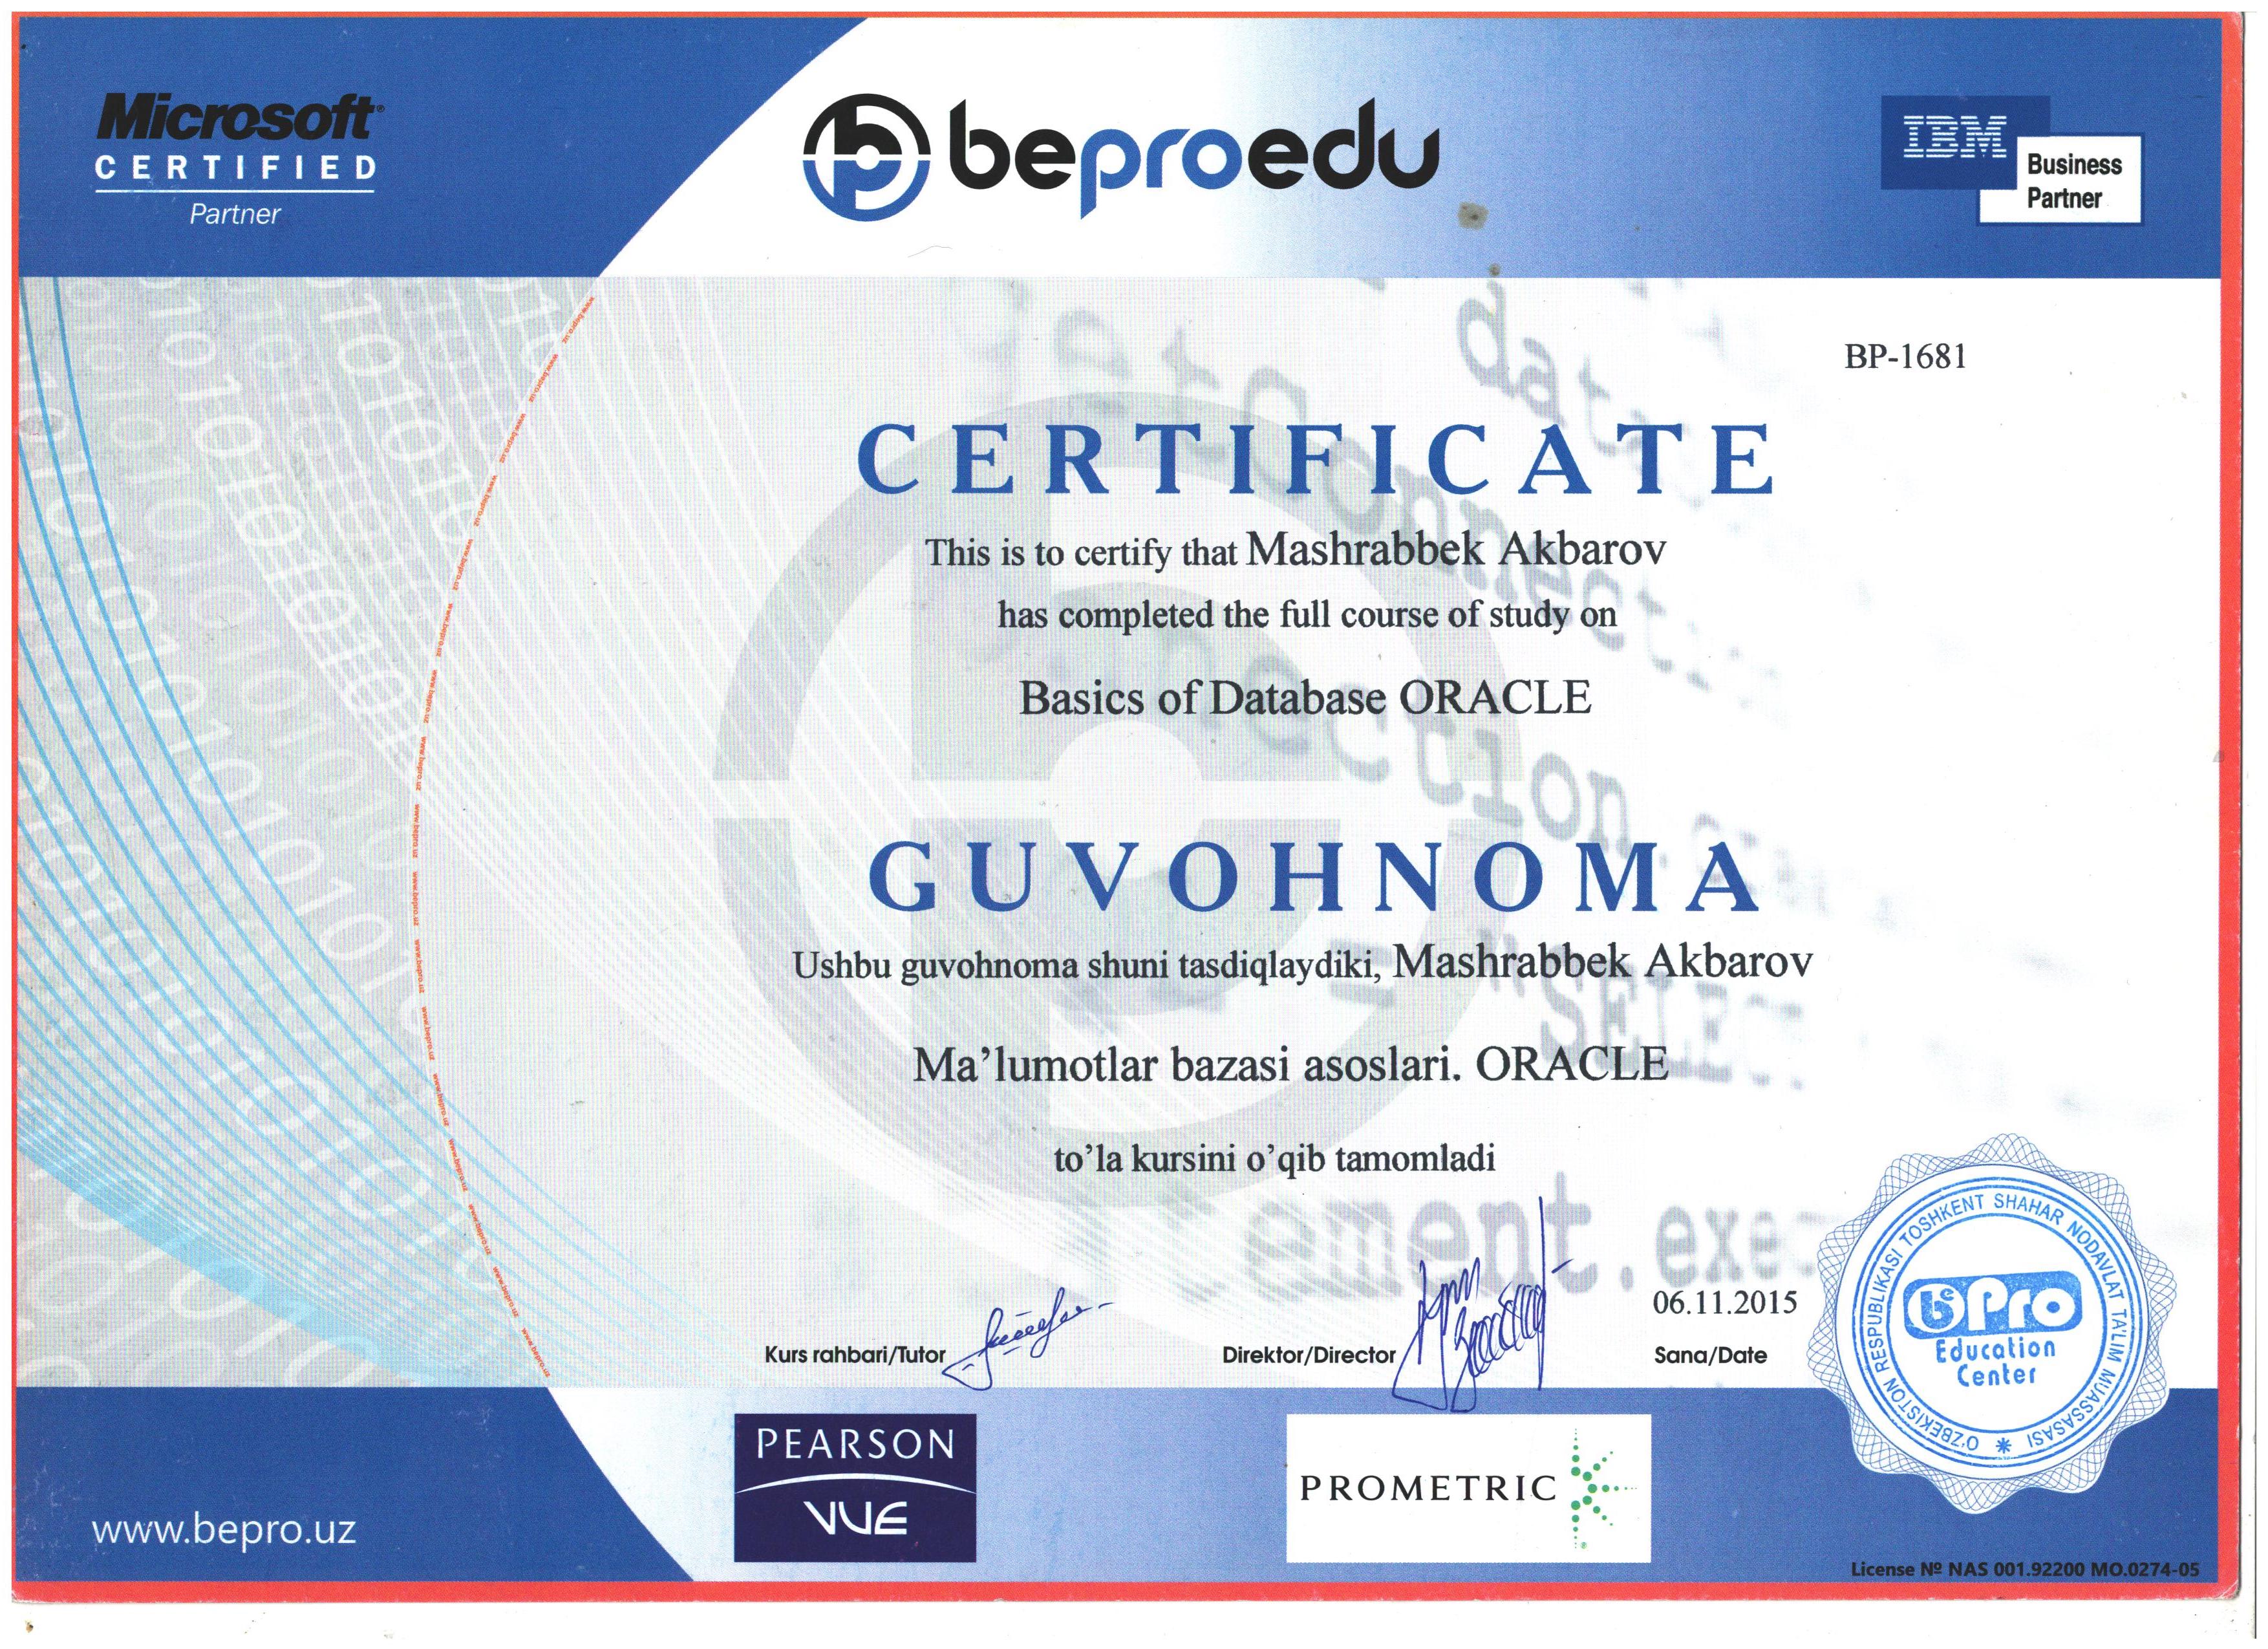 Microsoft®
CERTIFIED
Partner
beproedu
IBM
Business
Partner
BP-1681
CERTIFICATE
This is to certify that Mashrabbek Akbarov
has completed the full course of study on
Basics of Database ORACLE
GUVOHNOMA
Ushbu guvohnoma shuni tasdiqlaydiki, Mashrabbek Akbarov
Ma’lumotlar bazasi asoslari. ORACLE
to’la kursini o’qib tamomladi
06.11.2015
Kurs rahbari/Tutor
Direktor/Director
Sana/Date
O'ZBEKISTON RESPUBLIKASI TOSHKENT SHAHAR NODAVLAT TA'LIM MUASSASASI
bePro
Education
Center
PEARSON
VUE
PROMETRIC
www.bepro.uz
License № NAS 001.92200 MO.0274-05